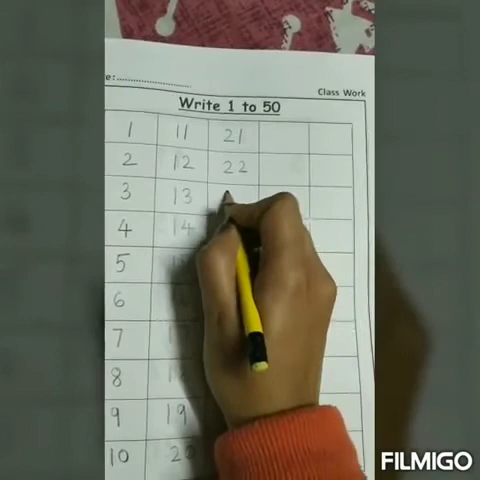 e:......................
Class Work
Write 1 to 50
1 11 21
2 12 22
3 13
4 14
5
6
7
8
9 19
10 20
FILMIGO